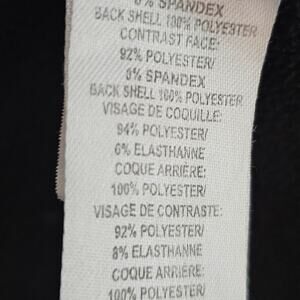 6% SPANDEX
BACK SHELL 100% POLYESTER
CONTRAST FACE:
92% POLYESTER/
8% SPANDEX
BACK SHELL 100% POLYESTER
VISAGE DE COQUILLE:
94% POLYESTER/
6% ELASTHANNE
COQUE ARRIÈRE:
100% POLYESTER/
VISAGE DE CONTRASTE:
92% POLYESTER/
8% ELASTHANNE
COQUE ARRIÈRE:
100% POLYESTER/